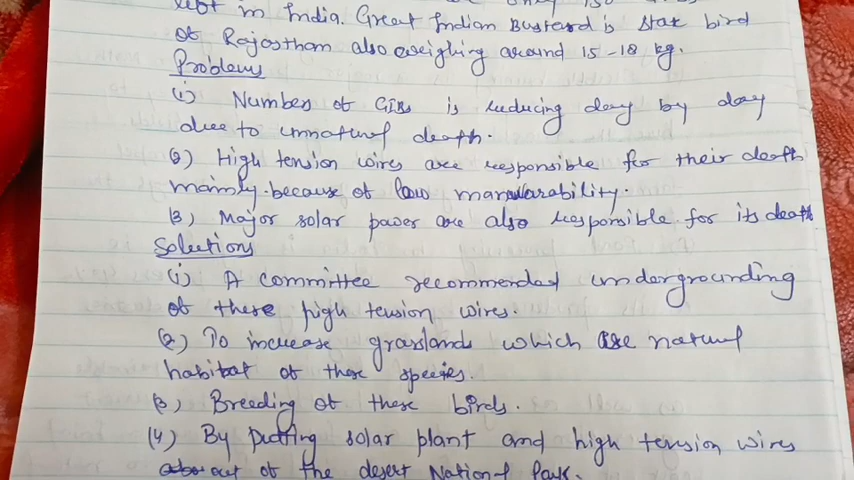 left in India. Great Indian Bustard is star bird
of Rajasthan also weighing around 15-18 kg.
Problems
(1) Number of GIBs is reducing day by day
due to unnatural death.
(2) High tension wires are responsible for their death
mainly because of low manuvarability.
(3) Major solar power are also responsible for its death
Solutions
(1) A committee recommended undergrounding
of these high tension wires.
(2) To increase grasslands which are natural
habitat of these species.
(3) Breeding of these birds.
(4) By putting solar plant and high tension wires
out of the desert National Park.